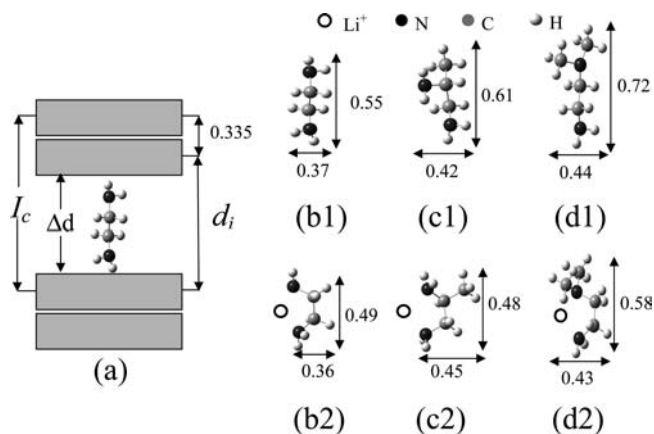 Li⁺ N C H
0.335
I_c
Δd
d_i
(a)
0.55
0.37
(b1)
0.61
0.42
(c1)
0.72
0.44
(d1)
0.49
0.36
(b2)
0.48
0.45
(c2)
0.58
0.43
(d2)